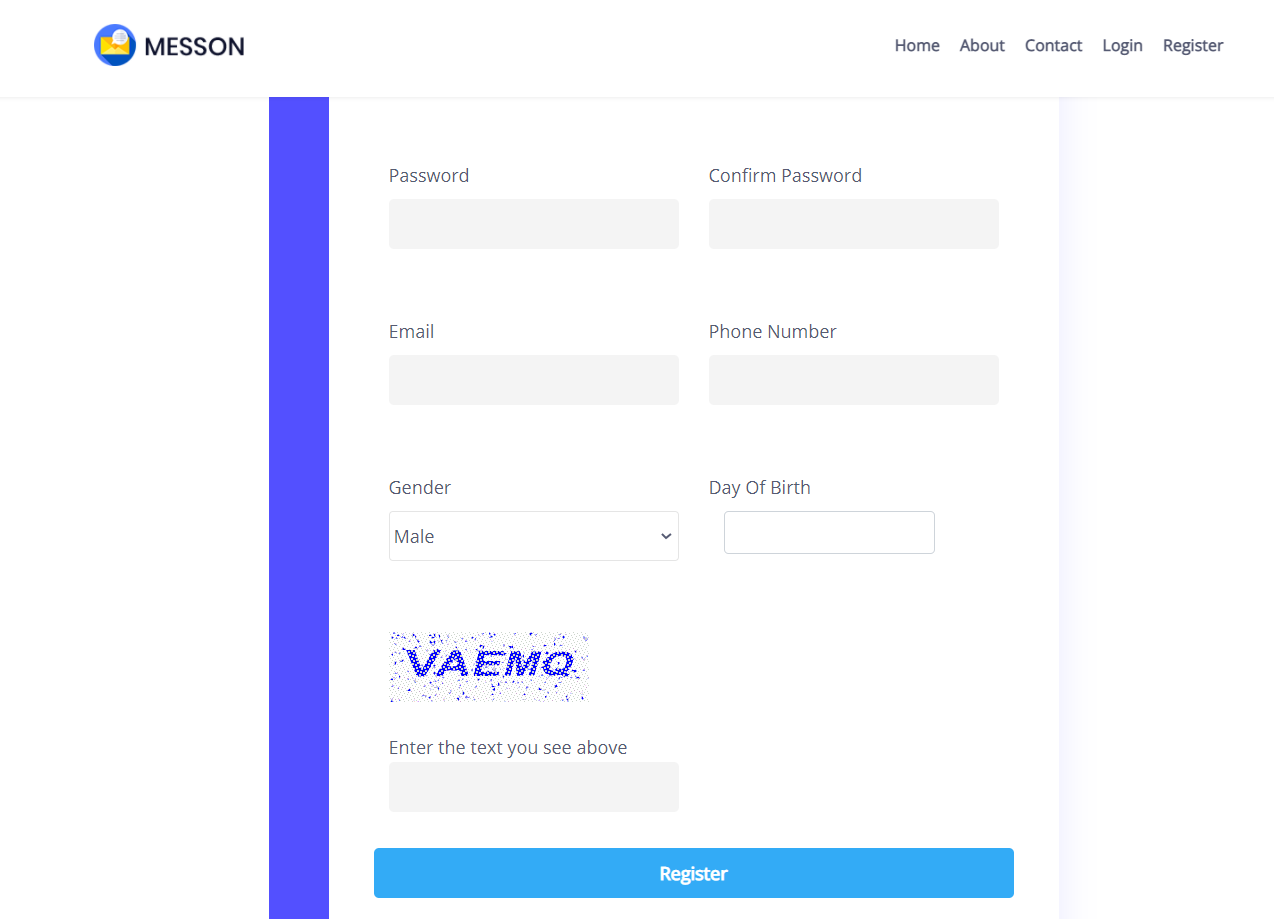 MESSON
Home About Contact Login Register
Password Confirm Password
Email Phone Number
Gender Day Of Birth
Male
VAEMQ
Enter the text you see above
Register